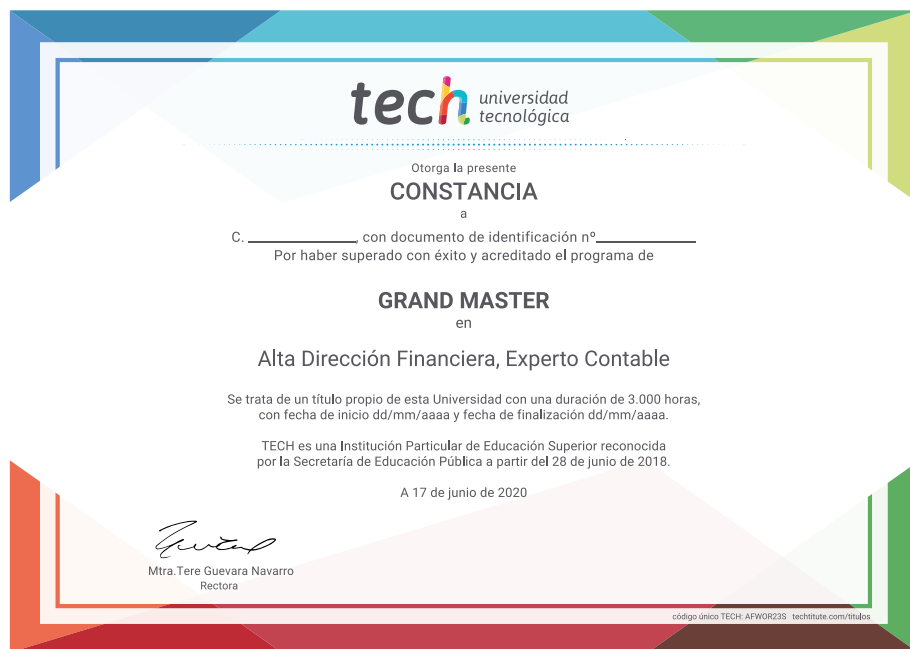 tech universidad
tecnológica
Otorga la presente
CONSTANCIA
a
C. ____________, con documento de identificación nº___________
Por haber superado con éxito y acreditado el programa de
GRAND MASTER
en
Alta Dirección Financiera, Experto Contable
Se trata de un título propio de esta Universidad con una duración de 3.000 horas,
con fecha de inicio dd/mm/aaaa y fecha de finalización dd/mm/aaaa.
TECH es una Institución Particular de Educación Superior reconocida
por la Secretaría de Educación Pública a partir del 28 de junio de 2018.
A 17 de junio de 2020
Mtra.Tere Guevara Navarro
Rectora
código único TECH: AFWOR23S techtitute.com/titulos